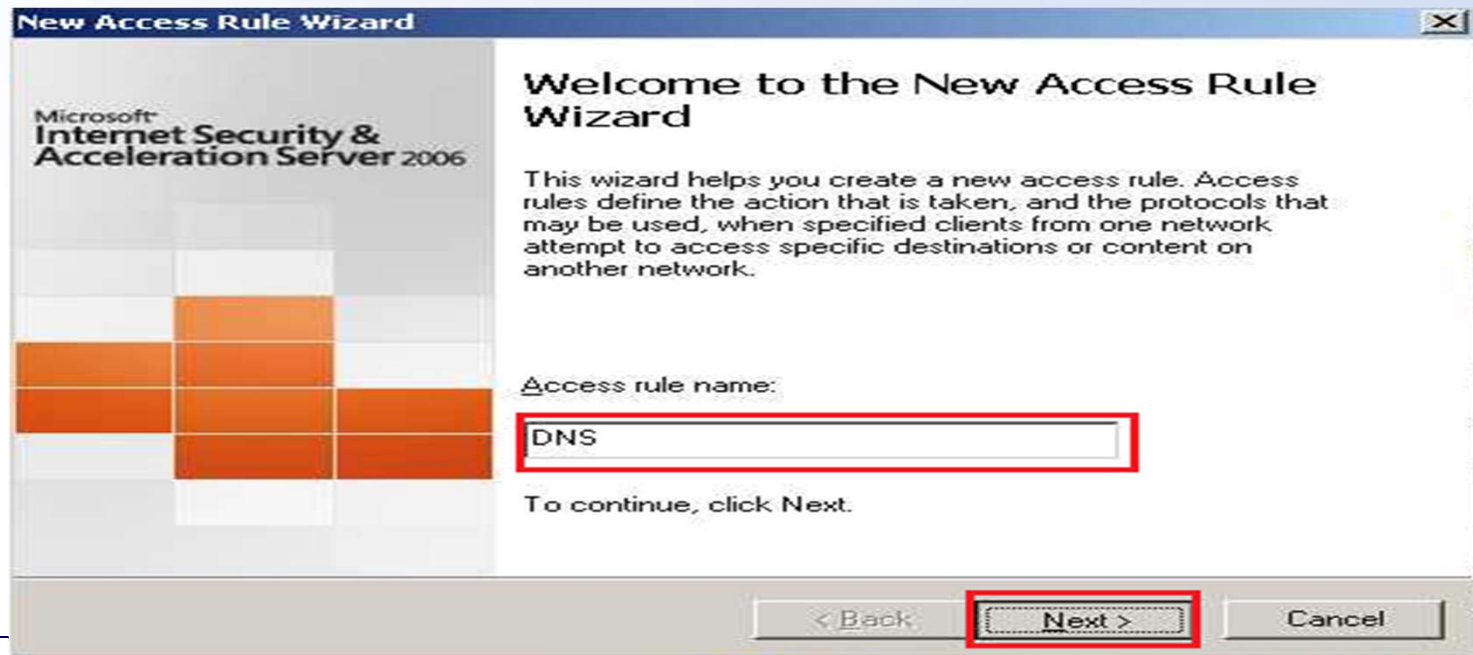 New Access Rule Wizard
Microsoft
Internet Security &
Acceleration Server 2006
Welcome to the New Access Rule
Wizard
This wizard helps you create a new access rule. Access
rules define the action that is taken, and the protocols that
may be used, when specified clients from one network
attempt to access specific destinations or content on
another network.
Access rule name:
DNS
To continue, click Next.
< Back
Next >
Cancel